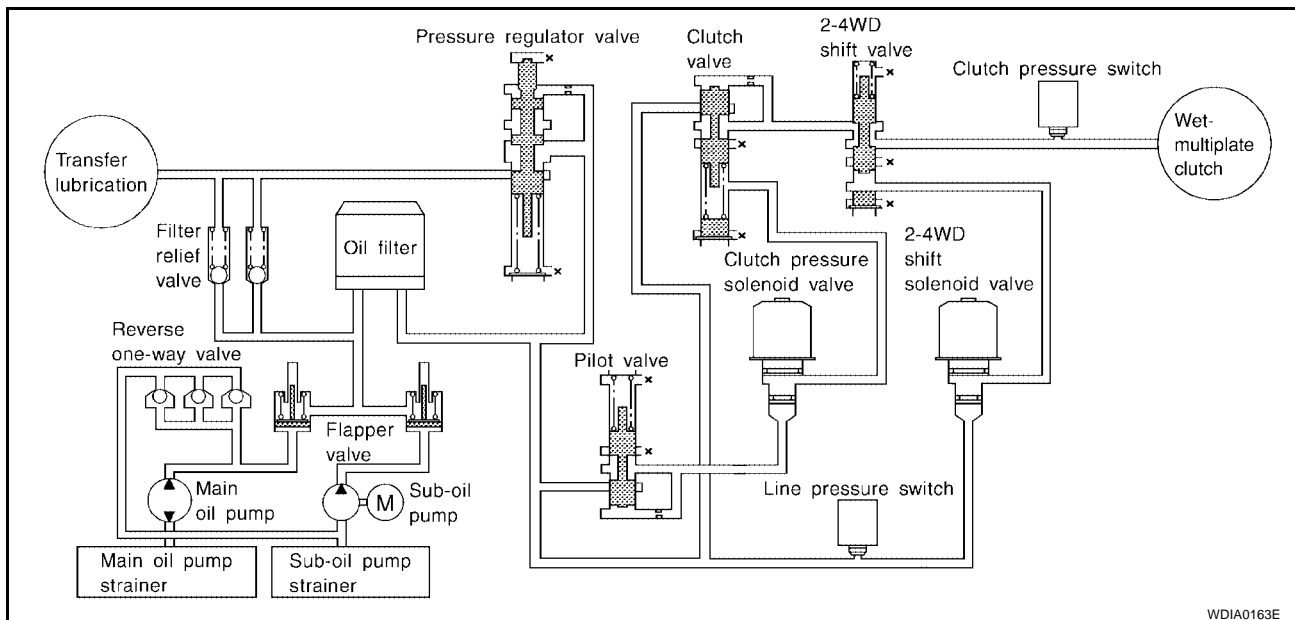 Pressure regulator valve
Clutch
valve
2-4WD
shift valve
Clutch pressure switch
Transfer
lubrication
Wet-
multiplate
clutch
Filter
relief
valve
Oil filter
Clutch pressure
solenoid valve
2-4WD
shift
solenoid valve
Reverse
one-way valve
Pilot valve
Flapper
valve
Main
oil pump
M
Sub-oil
pump
Line pressure switch
Main oil pump
strainer
Sub-oil pump
strainer
WDIA0163E